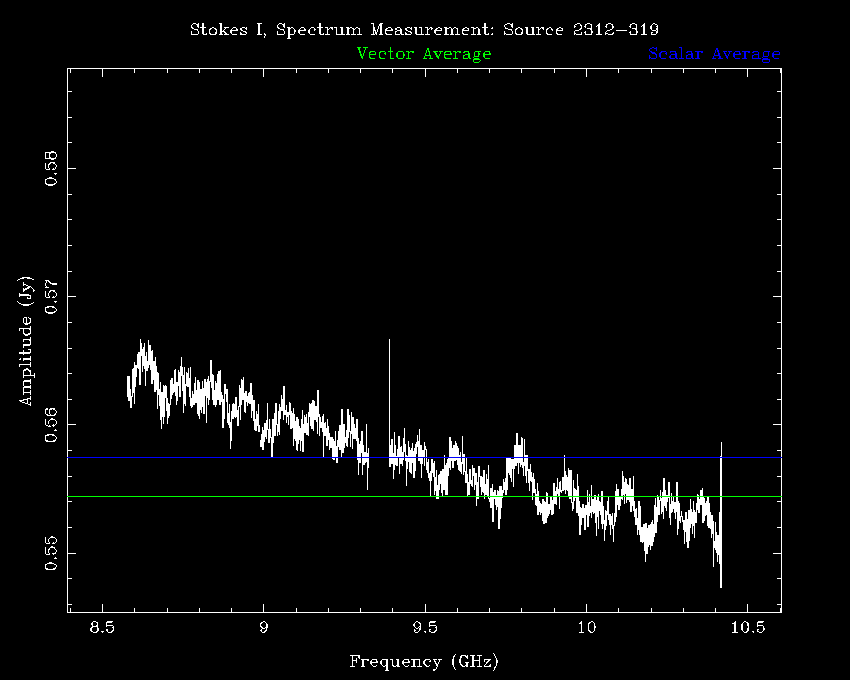 Stokes I, Spectrum Measurement: Source 2312−319
Vector Average Scalar Average
0.58
0.57
0.56
0.55
Amplitude (Jy)
8.5 9 9.5 10 10.5
Frequency (GHz)